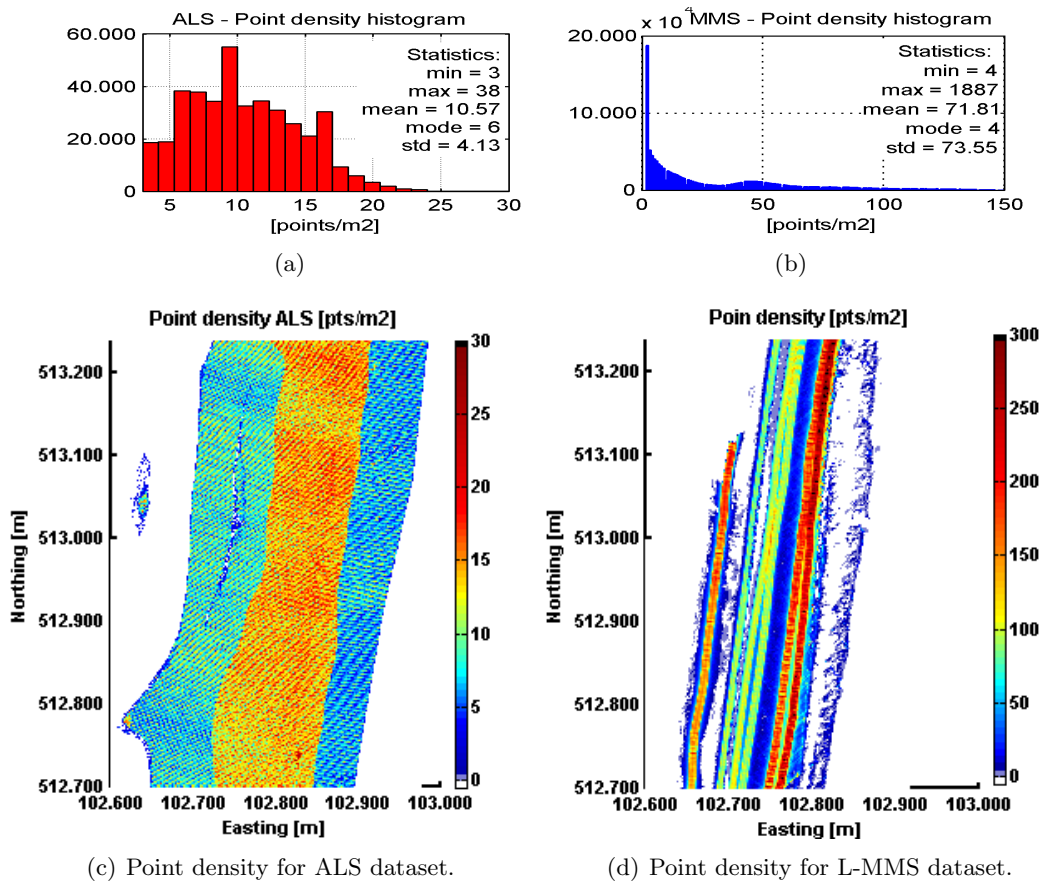 ALS - Point density histogram
60.000
40.000
20.000
0
5
10
15
20
25
30
[points/m2]
Statistics:
min = 3
max = 38
mean = 10.57
mode = 6
std = 4.13
(a)
x 10^4 MMS - Point density histogram
20.000
10.000
0
0
50
100
150
[points/m2]
Statistics:
min = 4
max = 1887
mean = 71.81
mode = 4
std = 73.55
(b)
Point density ALS [pts/m2]
Northing [m]
513.200
513.100
513.000
512.900
512.800
512.700
102.600
102.700
102.800
102.900
103.000
Easting [m]
30
25
20
15
10
5
0
(c) Point density for ALS dataset.
Poin density [pts/m2]
Northing [m]
513.200
513.100
513.000
512.900
512.800
512.700
102.600
102.700
102.800
102.900
103.000
Easting [m]
300
250
200
150
100
50
0
(d) Point density for L-MMS dataset.